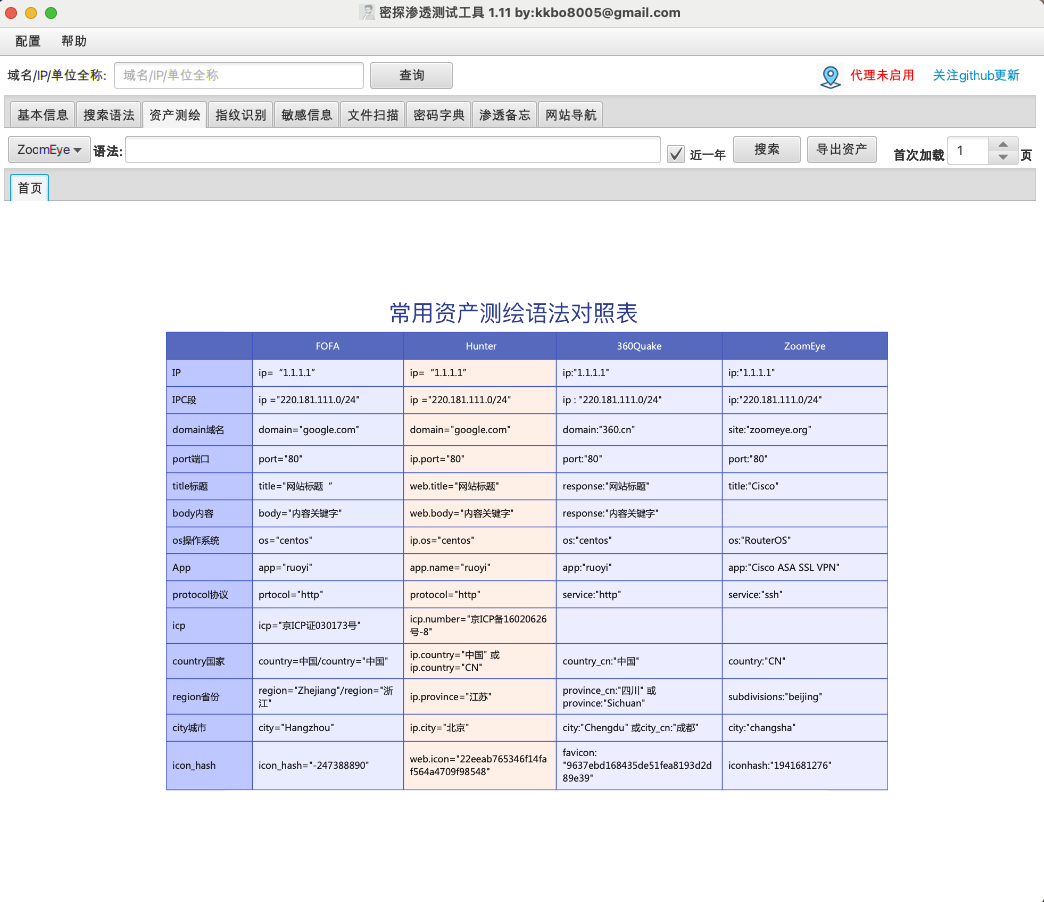 密探渗透测试工具 1.11 by:kkbo8005@gmail.com
配置 帮助
域名/IP/单位全称: 域名/IP/单位全称 查询 代理未启用 关注github更新
基本信息 搜索语法 资产测绘 指纹识别 敏感信息 文件扫描 密码字典 渗透备忘 网站导航
ZoomEye 语法: 近一年 搜索 导出资产 首次加载 1 页
首页
常用资产测绘语法对照表
FOFA Hunter 360Quake ZoomEye
IP ip= “1.1.1.1" ip= “1.1.1.1" ip:"1.1.1.1" ip:"1.1.1.1"
IPC段 ip ="220.181.111.0/24" ip ="220.181.111.0/24" ip : "220.181.111.0/24" ip:"220.181.111.0/24"
domain域名 domain="google.com" domain="google.com" domain:"360.cn" site:"zoomeye.org"
port端口 port="80" ip.port="80" port:"80" port:"80"
title标题 title="网站标题 “ web.title="网站标题" response:"网站标题" title:"Cisco"
body内容 body="内容关键字" web.body="内容关键字" response:"内容关键字"
os操作系统 os="centos" ip.os="centos" os:"centos" os:"RouterOS"
App app="ruoyi" app.name="ruoyi" app:"ruoyi" app:"Cisco ASA SSL VPN"
protocol协议 prtocol="http" protocol="http" service:"http" service:"ssh"
icp icp="京ICP证030173号" icp.number="京ICP备16020626
号-8"
country国家 country=中国/country="中国" ip.country="中国" 或
ip.country="CN" country_cn:"中国" country:"CN"
region省份 region="Zhejiang"/region="浙
江" ip.province="江苏" province_cn:"四川" 或
province:"Sichuan" subdivisions:"beijing"
city城市 city="Hangzhou" ip.city="北京" city:"Chengdu" 或city_cn:"成都" city:"changsha"
icon_hash icon_hash="-247388890" web.icon="22eeab765346f14fa
f564a4709f98548" favicon:
"9637ebd168435de51fea8193d2d
89e39" iconhash:"1941681276"